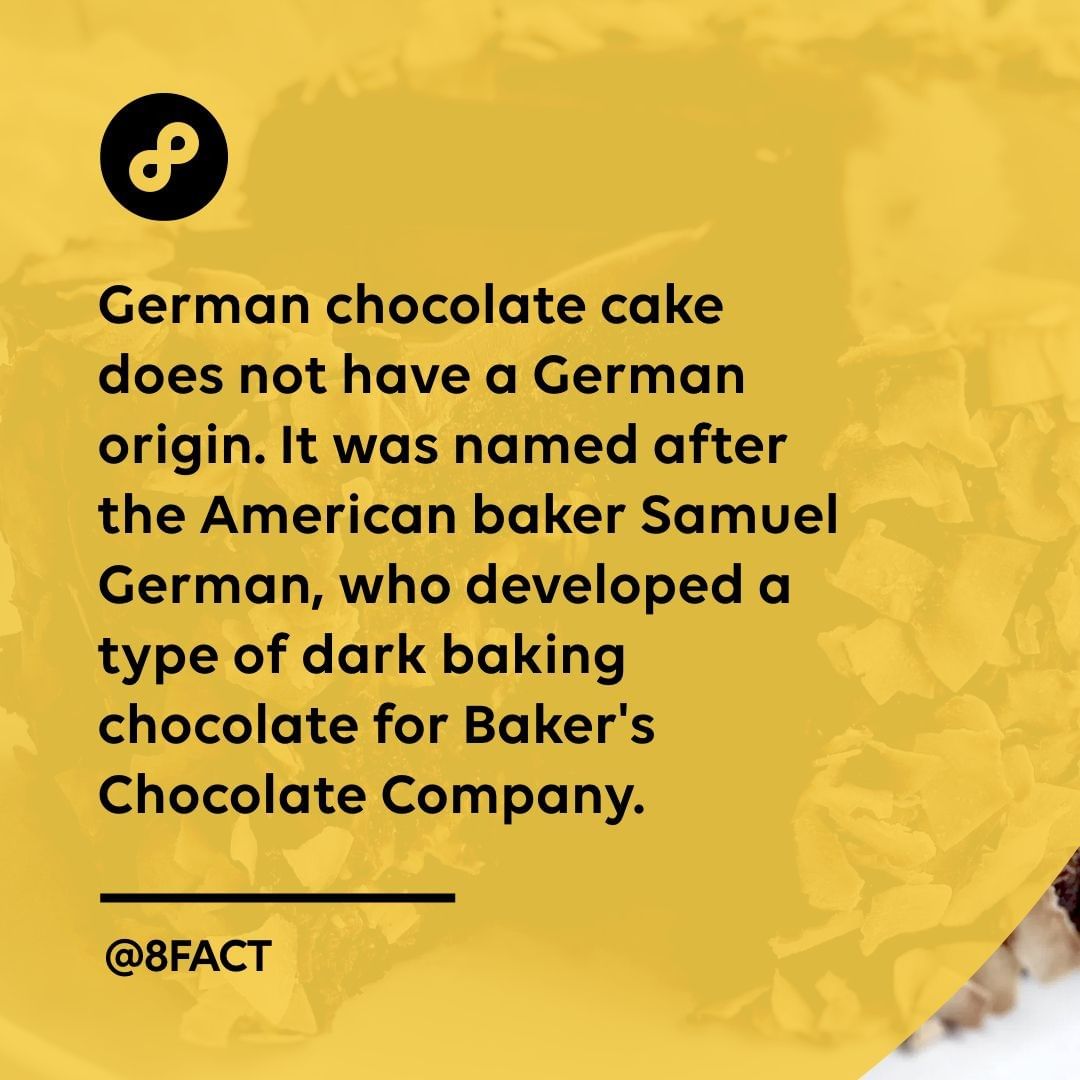 German chocolate cake
does not have a German
origin. It was named after
the American baker Samuel
German, who developed a
type of dark baking
chocolate for Baker's
Chocolate Company.
@8FACT